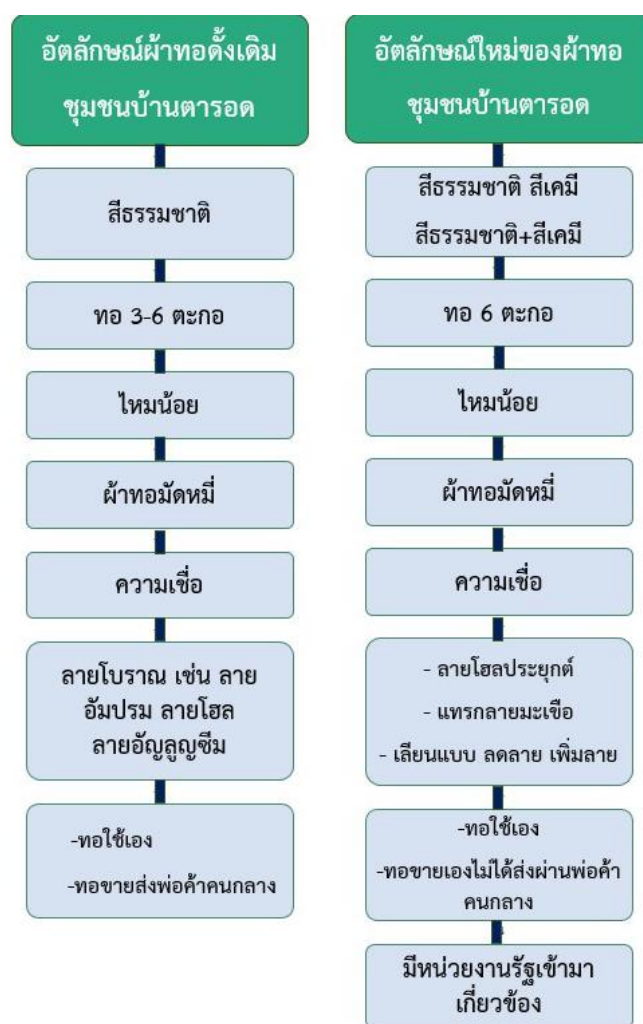 อัตลักษณ์ผ้าทอดั้งเดิม
ชุมชนบ้านตารอด
สีธรรมชาติ
ทอ 3-6 ตะกอ
ไหมน้อย
ผ้าทอมัดหมี่
ความเชื่อ
ลายโบราณ เช่น ลาย
อัมปรม ลายโฮล
ลายอัญลูญซีม
-ทอใช้เอง
-ทอขายส่งพ่อค้าคนกลาง
อัตลักษณ์ใหม่ของผ้าทอ
ชุมชนบ้านตารอด
สีธรรมชาติ สีเคมี
สีธรรมชาติ+สีเคมี
ทอ 6 ตะกอ
ไหมน้อย
ผ้าทอมัดหมี่
ความเชื่อ
- ลายโฮลประยุกต์
- แทรกลายมะเขือ
- เลียนแบบ ลดลาย เพิ่มลาย
-ทอใช้เอง
-ทอขายเองไม่ได้ส่งผ่านพ่อค้า
คนกลาง
มีหน่วยงานรัฐเข้ามา
เกี่ยวข้อง